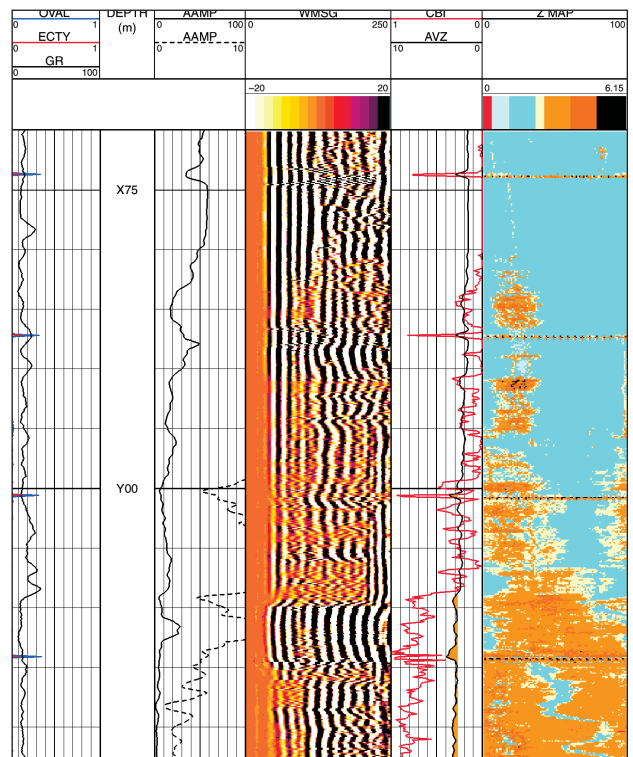 OVAL DEPTH AAMP WMSG CBI Z MAP
0 1 (m) 0 100 0 250 1 0 0 100
ECTY AAMP AVZ
0 1 0 10 10 0
GR
0 100
−20 20 0 6.15
X75
Y00